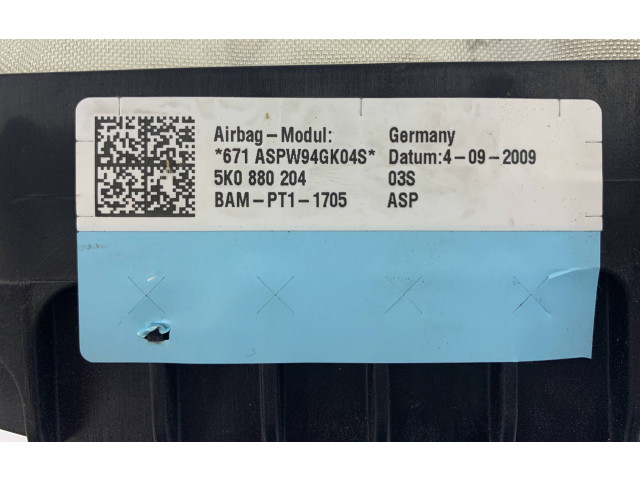 Airbag-Modul: Germany
*671 ASPW94GK04S* Datum:4-09-2009
5K0 880 204 03S
BAM-PT1-1705 ASP